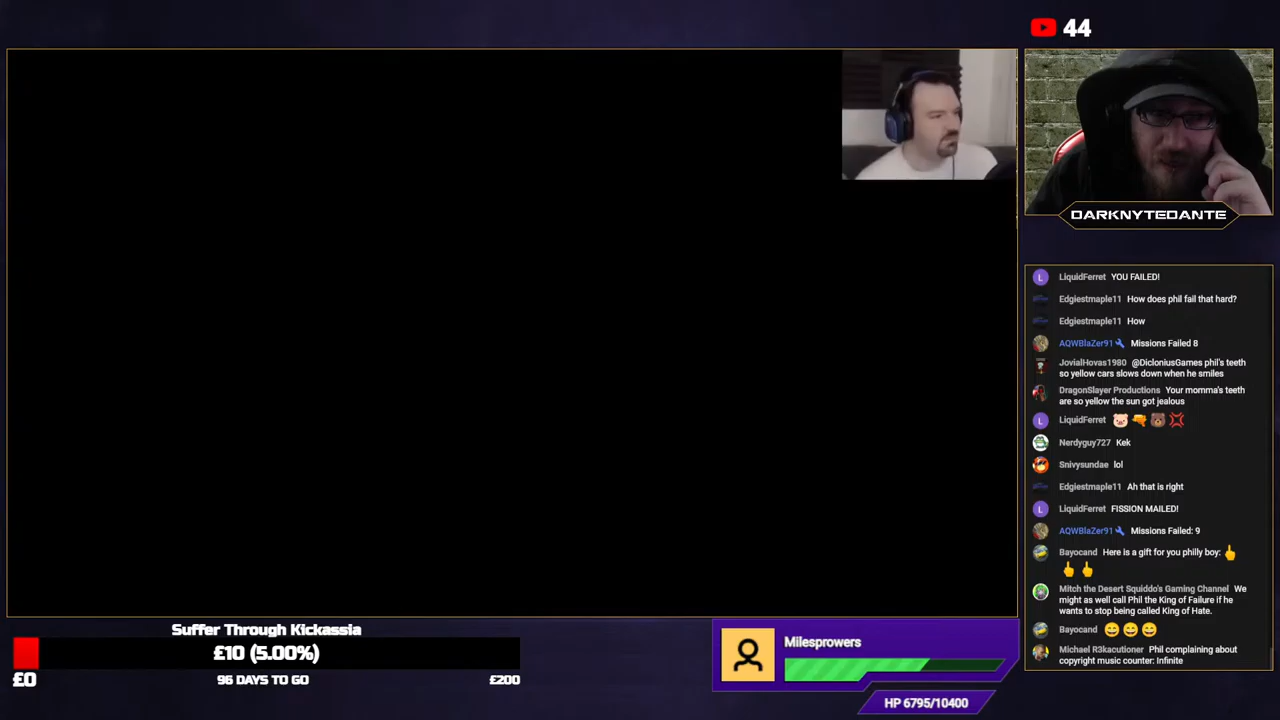 44
DARKNYTEDANTE
L LiquidFerret YOU FAILED!
Edgiestmaple11 How does phil fail that hard?
Edgiestmaple11 How
AQWBlaZer91 Missions Failed 8
JovialHovas1980 @DicloniusGames phil's teeth
so yellow cars slows down when he smiles
DragonSlayer Productions Your momma's teeth
are so yellow the sun got jealous
L LiquidFerret 🐷 🔫 🐻 💢
Nerdyguy727 Kek
Snivysundae lol
Edgiestmaple11 Ah that is right
L LiquidFerret FISSION MAILED!
AQWBlaZer91 Missions Failed: 9
Bayocand Here is a gift for you philly boy: 👆
👆 👆
Mitch the Desert Squiddo's Gaming Channel We
might as well call Phil the King of Failure if he
wants to stop being called King of Hate.
Bayocand 😄 😄 😄
Michael R3kacutioner Phil complaining about
copyright music counter: Infinite
Suffer Through Kickassia
£10 (5.00%)
£0 96 DAYS TO GO £200
Milesprowers
HP 6795/10400